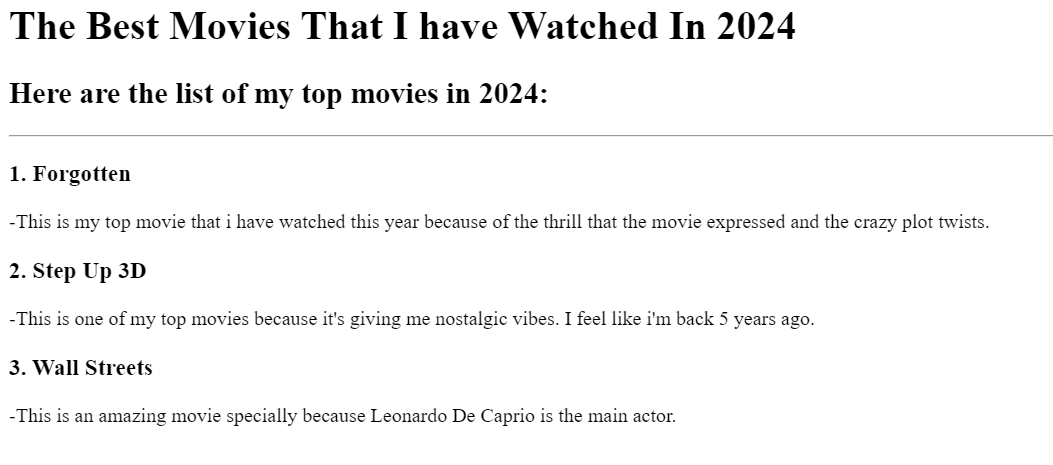 The Best Movies That I have Watched In 2024
Here are the list of my top movies in 2024:
1. Forgotten
-This is my top movie that i have watched this year because of the thrill that the movie expressed and the crazy plot twists.
2. Step Up 3D
-This is one of my top movies because it's giving me nostalgic vibes. I feel like i'm back 5 years ago.
3. Wall Streets
-This is an amazing movie specially because Leonardo De Caprio is the main actor.